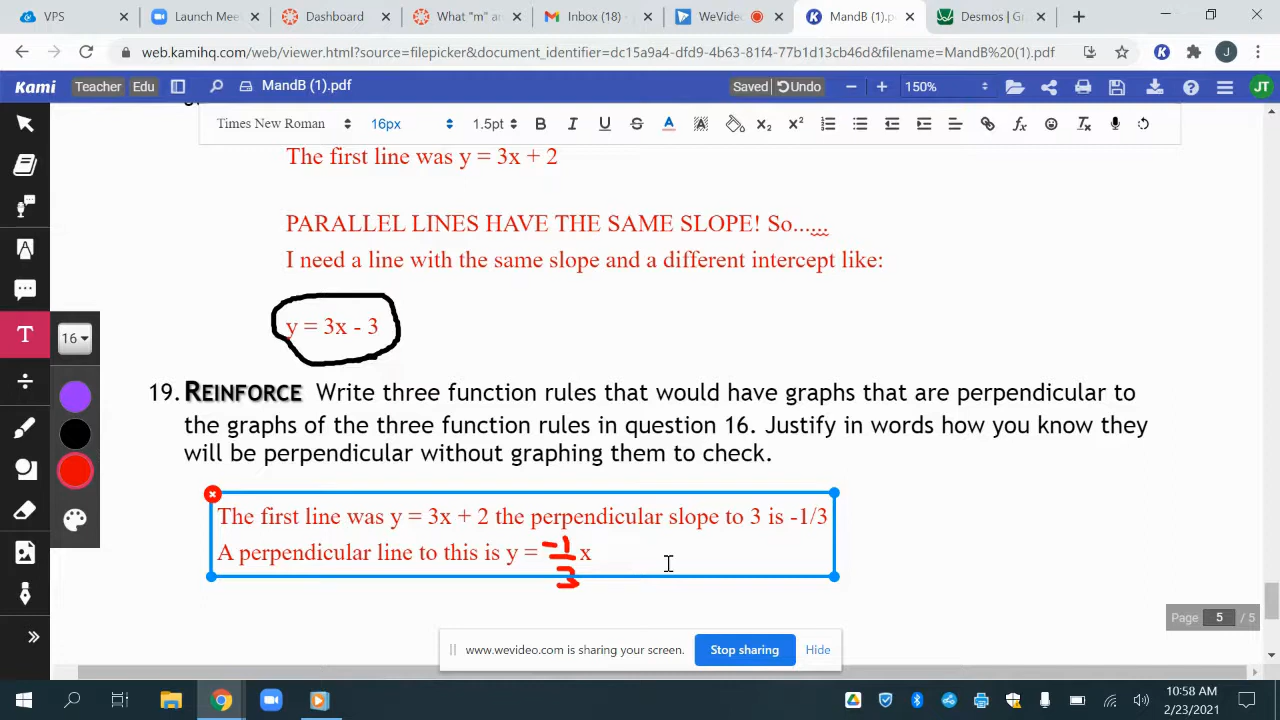 VPS
Launch Mee
Dashboard
What "m" a
Inbox (18)
WeVideo
MandB (1).p
Desmos | G
web.kamihq.com/web/viewer.html?source=filepicker&document_identifier=dc15a9a4-dfd9-4b63-81f4-77b1d13cb46d&filename=MandB%20(1).pdf
Kami Teacher Edu MandB (1).pdf Saved Undo 150% JT
Times New Roman 16px 1.5pt
The first line was y = 3x + 2
PARALLEL LINES HAVE THE SAME SLOPE! So......
I need a line with the same slope and a different intercept like:
y = 3x - 3
16
19. REINFORCE Write three function rules that would have graphs that are perpendicular to
the graphs of the three function rules in question 16. Justify in words how you know they
will be perpendicular without graphing them to check.
The first line was y = 3x + 2 the perpendicular slope to 3 is -1/3
A perpendicular line to this is y = -1/3 x
Page 5 / 5
www.wevideo.com is sharing your screen. Stop sharing Hide
10:58 AM
2/23/2021